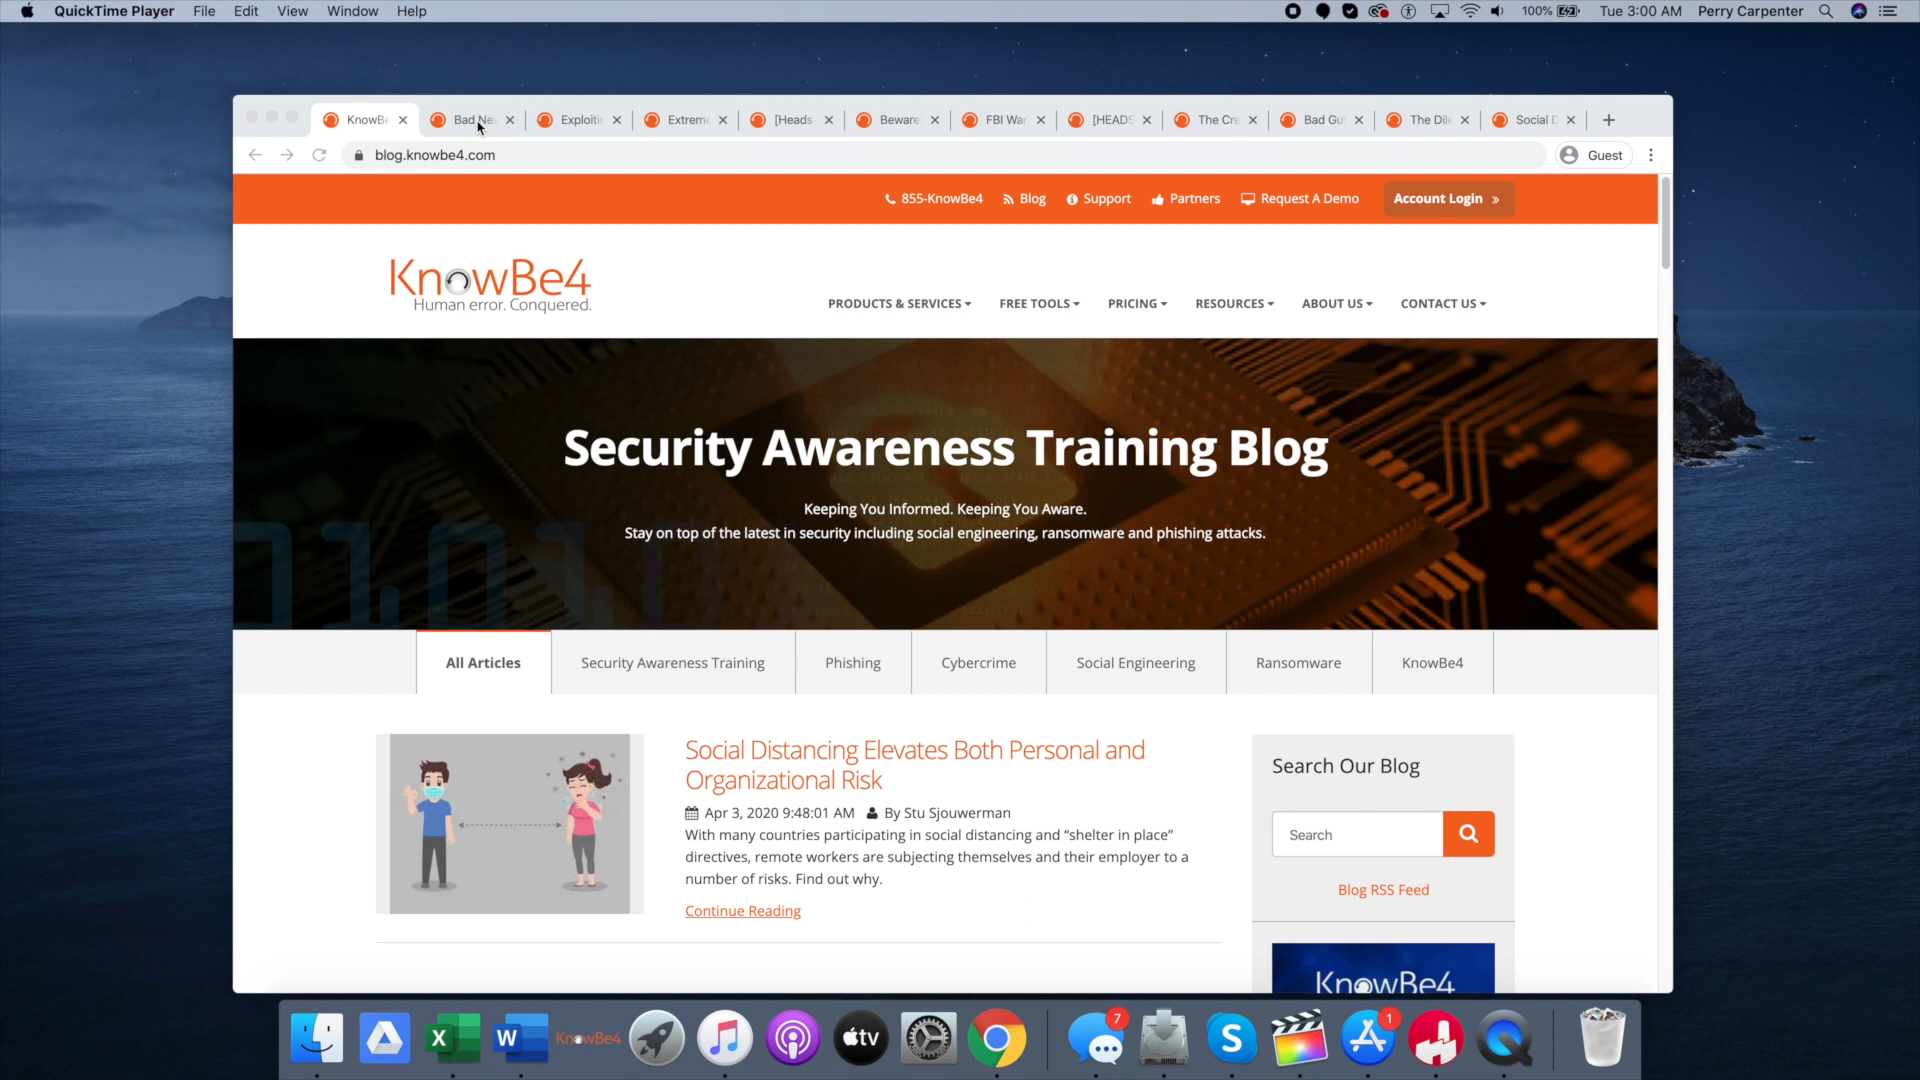 QuickTime Player File Edit View Window Help 100% Tue 3:00 AM Perry Carpenter
KnowBe Bad Ne Exploitin Extreme [Heads- Beware FBI War [HEADS The Cre Bad Gu The Dile Social D
blog.knowbe4.com Guest
855-KnowBe4 Blog Support Partners Request A Demo Account Login »
KnowBe4
Human error. Conquered.
PRODUCTS & SERVICES FREE TOOLS PRICING RESOURCES ABOUT US CONTACT US
Security Awareness Training Blog
Keeping You Informed. Keeping You Aware.
Stay on top of the latest in security including social engineering, ransomware and phishing attacks.
All Articles Security Awareness Training Phishing Cybercrime Social Engineering Ransomware KnowBe4
Social Distancing Elevates Both Personal and
Organizational Risk
Apr 3, 2020 9:48:01 AM By Stu Sjouwerman
With many countries participating in social distancing and “shelter in place”
directives, remote workers are subjecting themselves and their employer to a
number of risks. Find out why.
Continue Reading
Search Our Blog
Search
Blog RSS Feed
KnowBe4
X W KnowBe4 tv 7 S 1